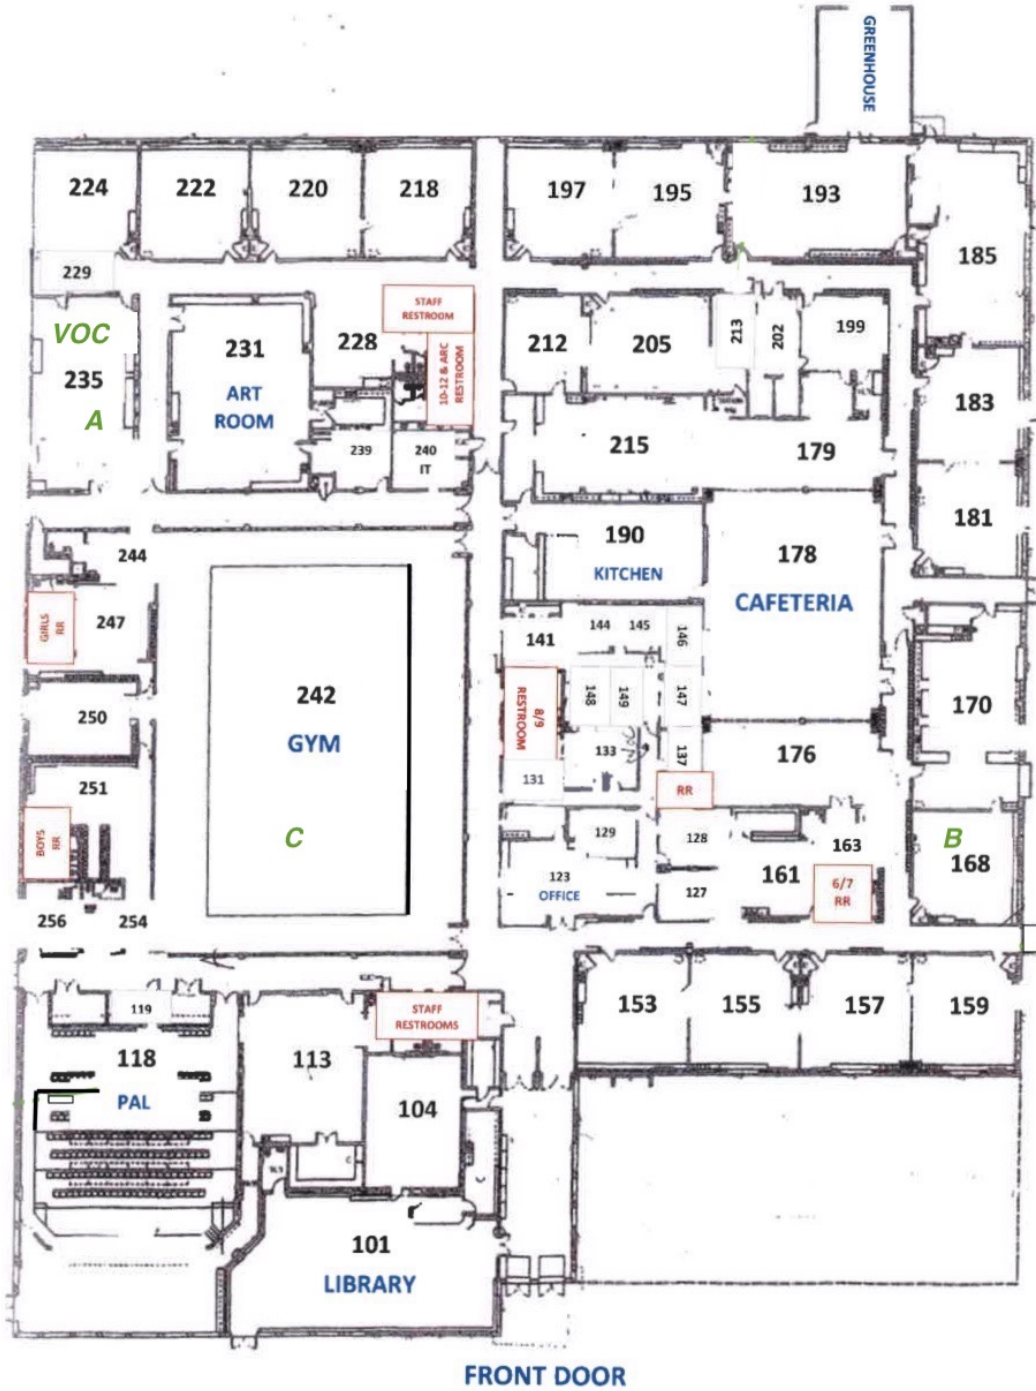 GREENHOUSE
224
222
220
218
197
195
193
185
229
VOC
235
A
231
ART
ROOM
228
STAFF
RESTROOM
10-12 & ARC
RESTROOM
239
240
IT
212
205
213
202
199
183
215
179
181
244
247
GIRLS
RR
250
251
BOYS
RR
256
254
242
GYM
C
190
KITCHEN
178
CAFETERIA
141
144
145
146
8/9
RESTROOM
148
149
147
133
137
131
RR
176
170
129
128
123
OFFICE
127
161
163
6/7
RR
B
168
153
155
157
159
119
118
PAL
113
STAFF
RESTROOMS
104
C
101
LIBRARY
FRONT DOOR